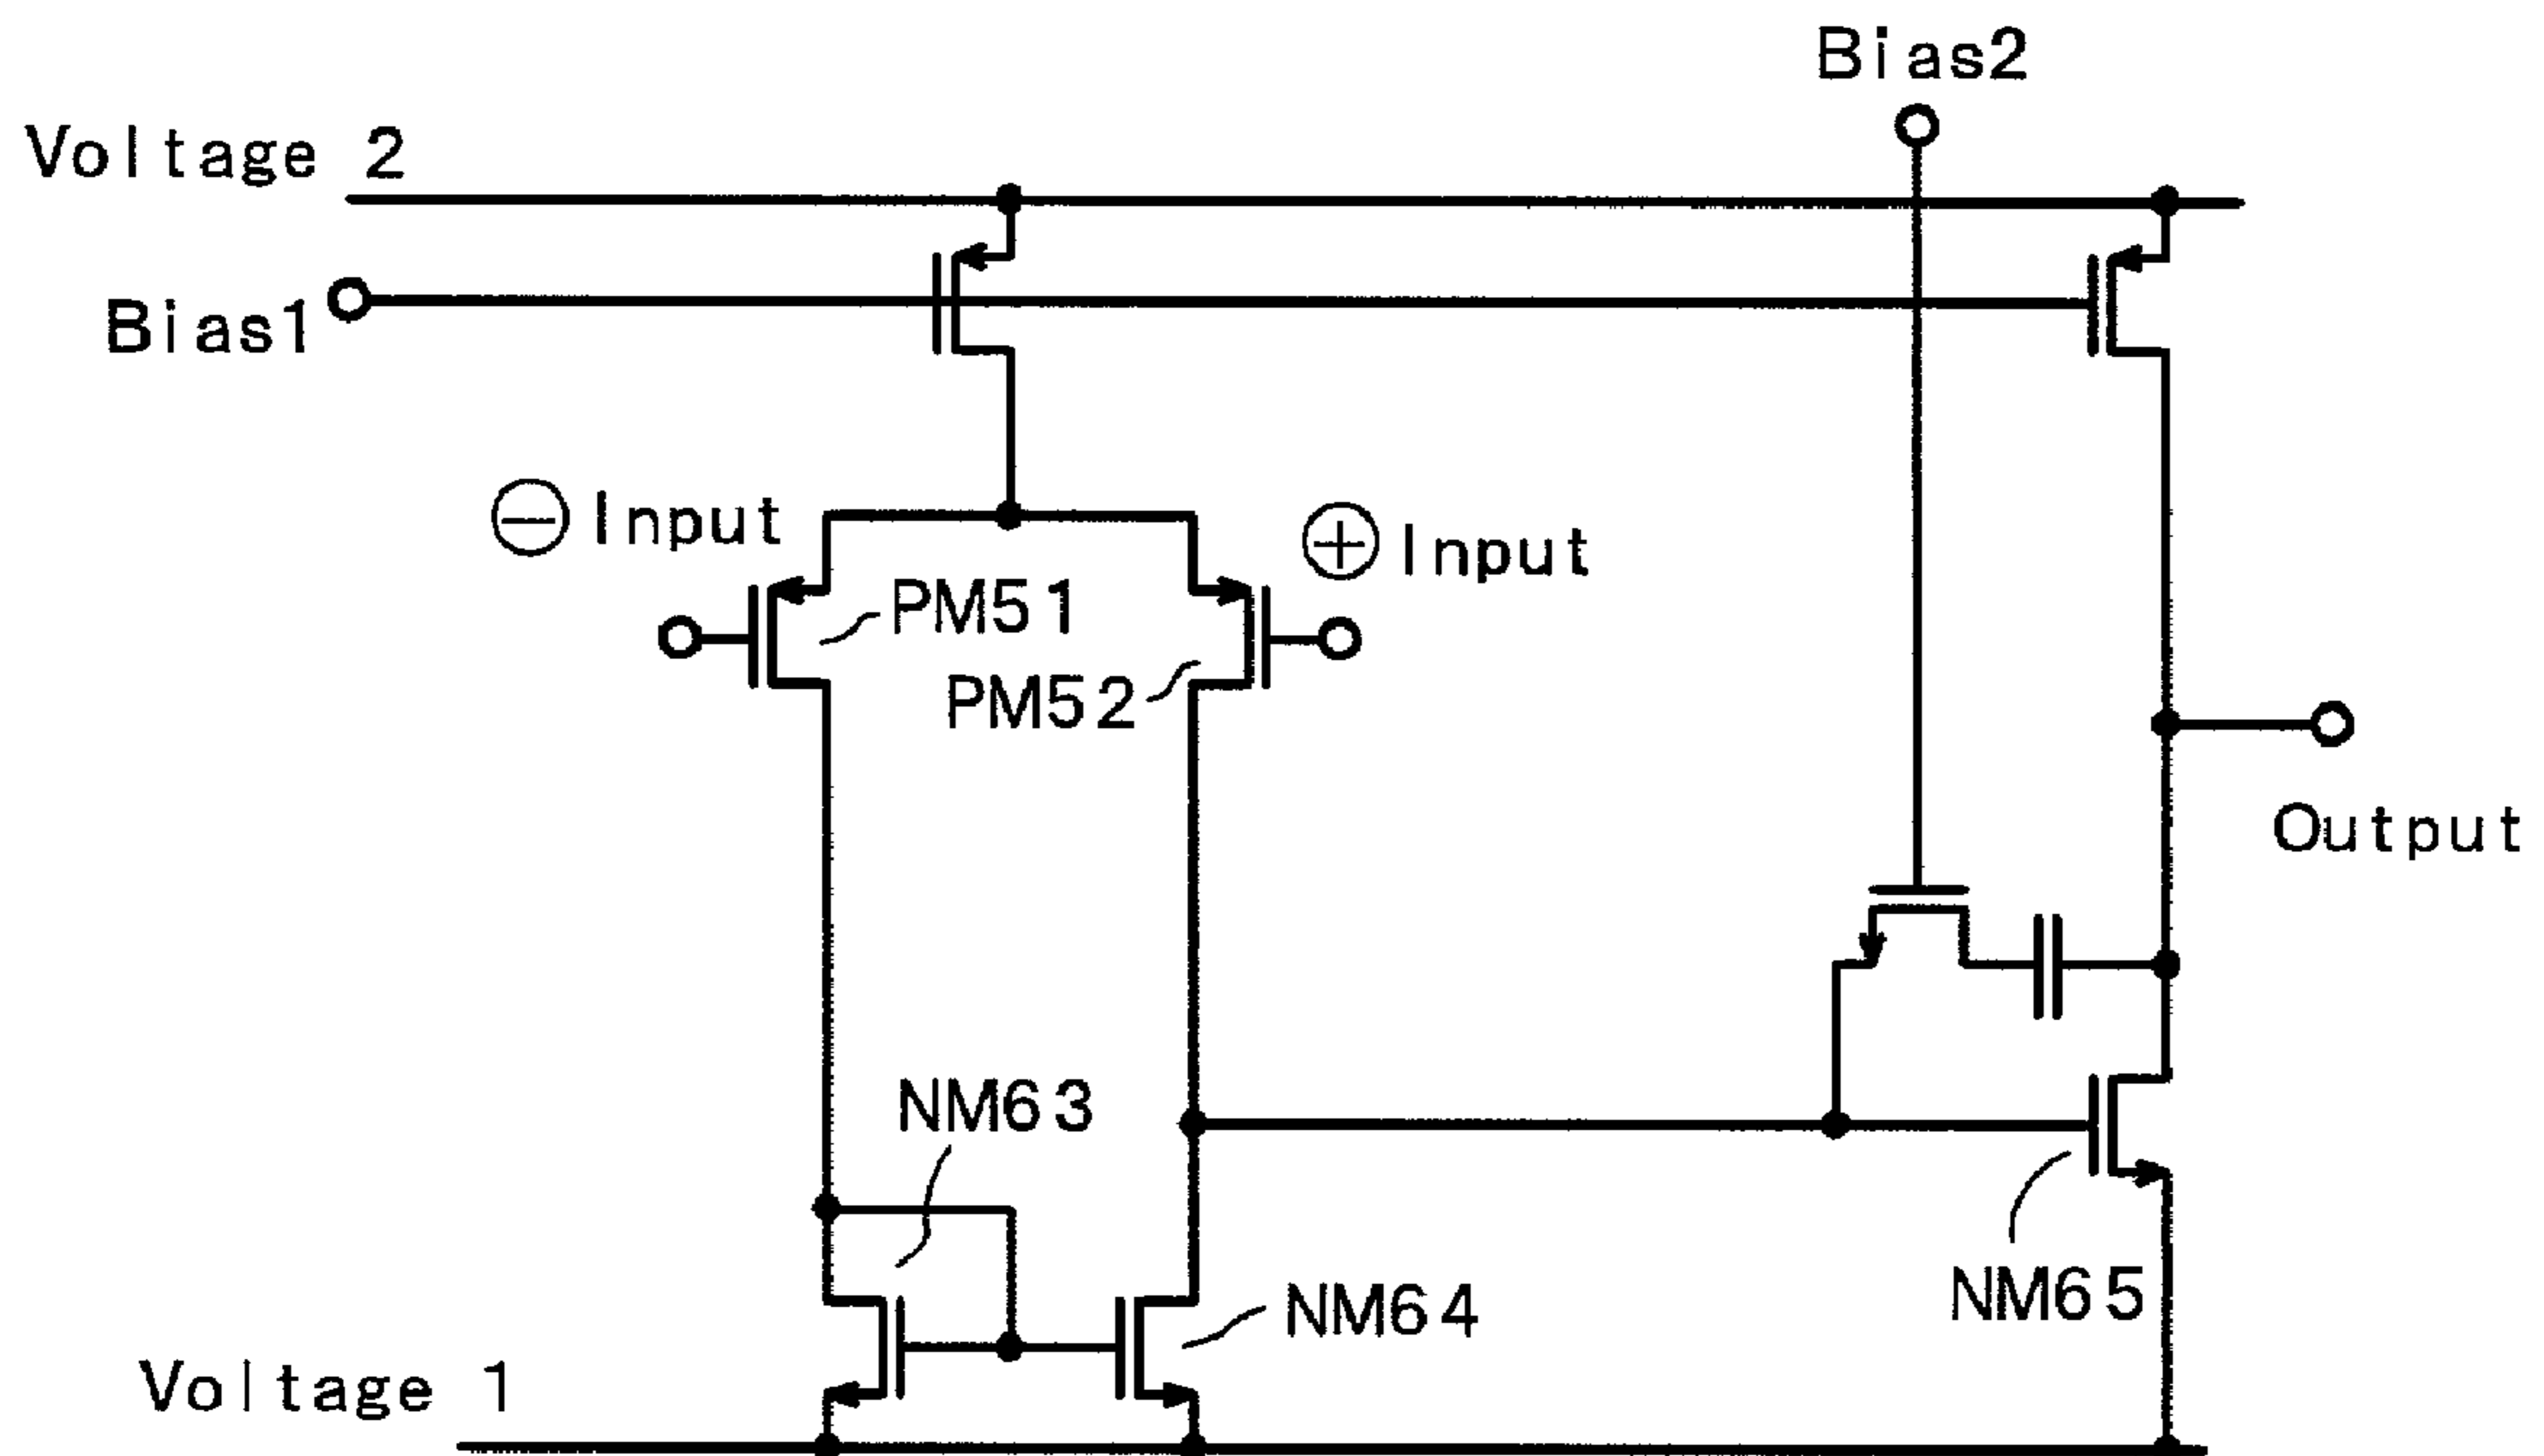 Bias2
Voltage 2
Bias1
⊖ Input
⊕ Input
PM51
PM52
Output
NM63
NM64
NM65
Voltage 1